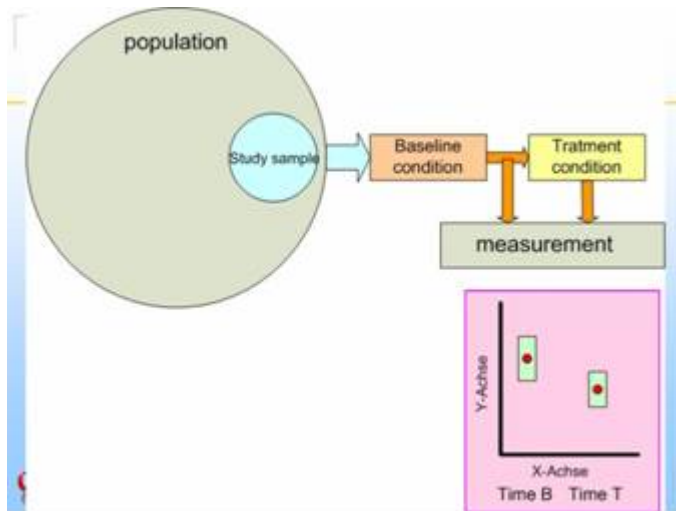 population
Study sample
Baseline
condition
Tratment
condition
measurement
Y-Achse
X-Achse
Time B Time T